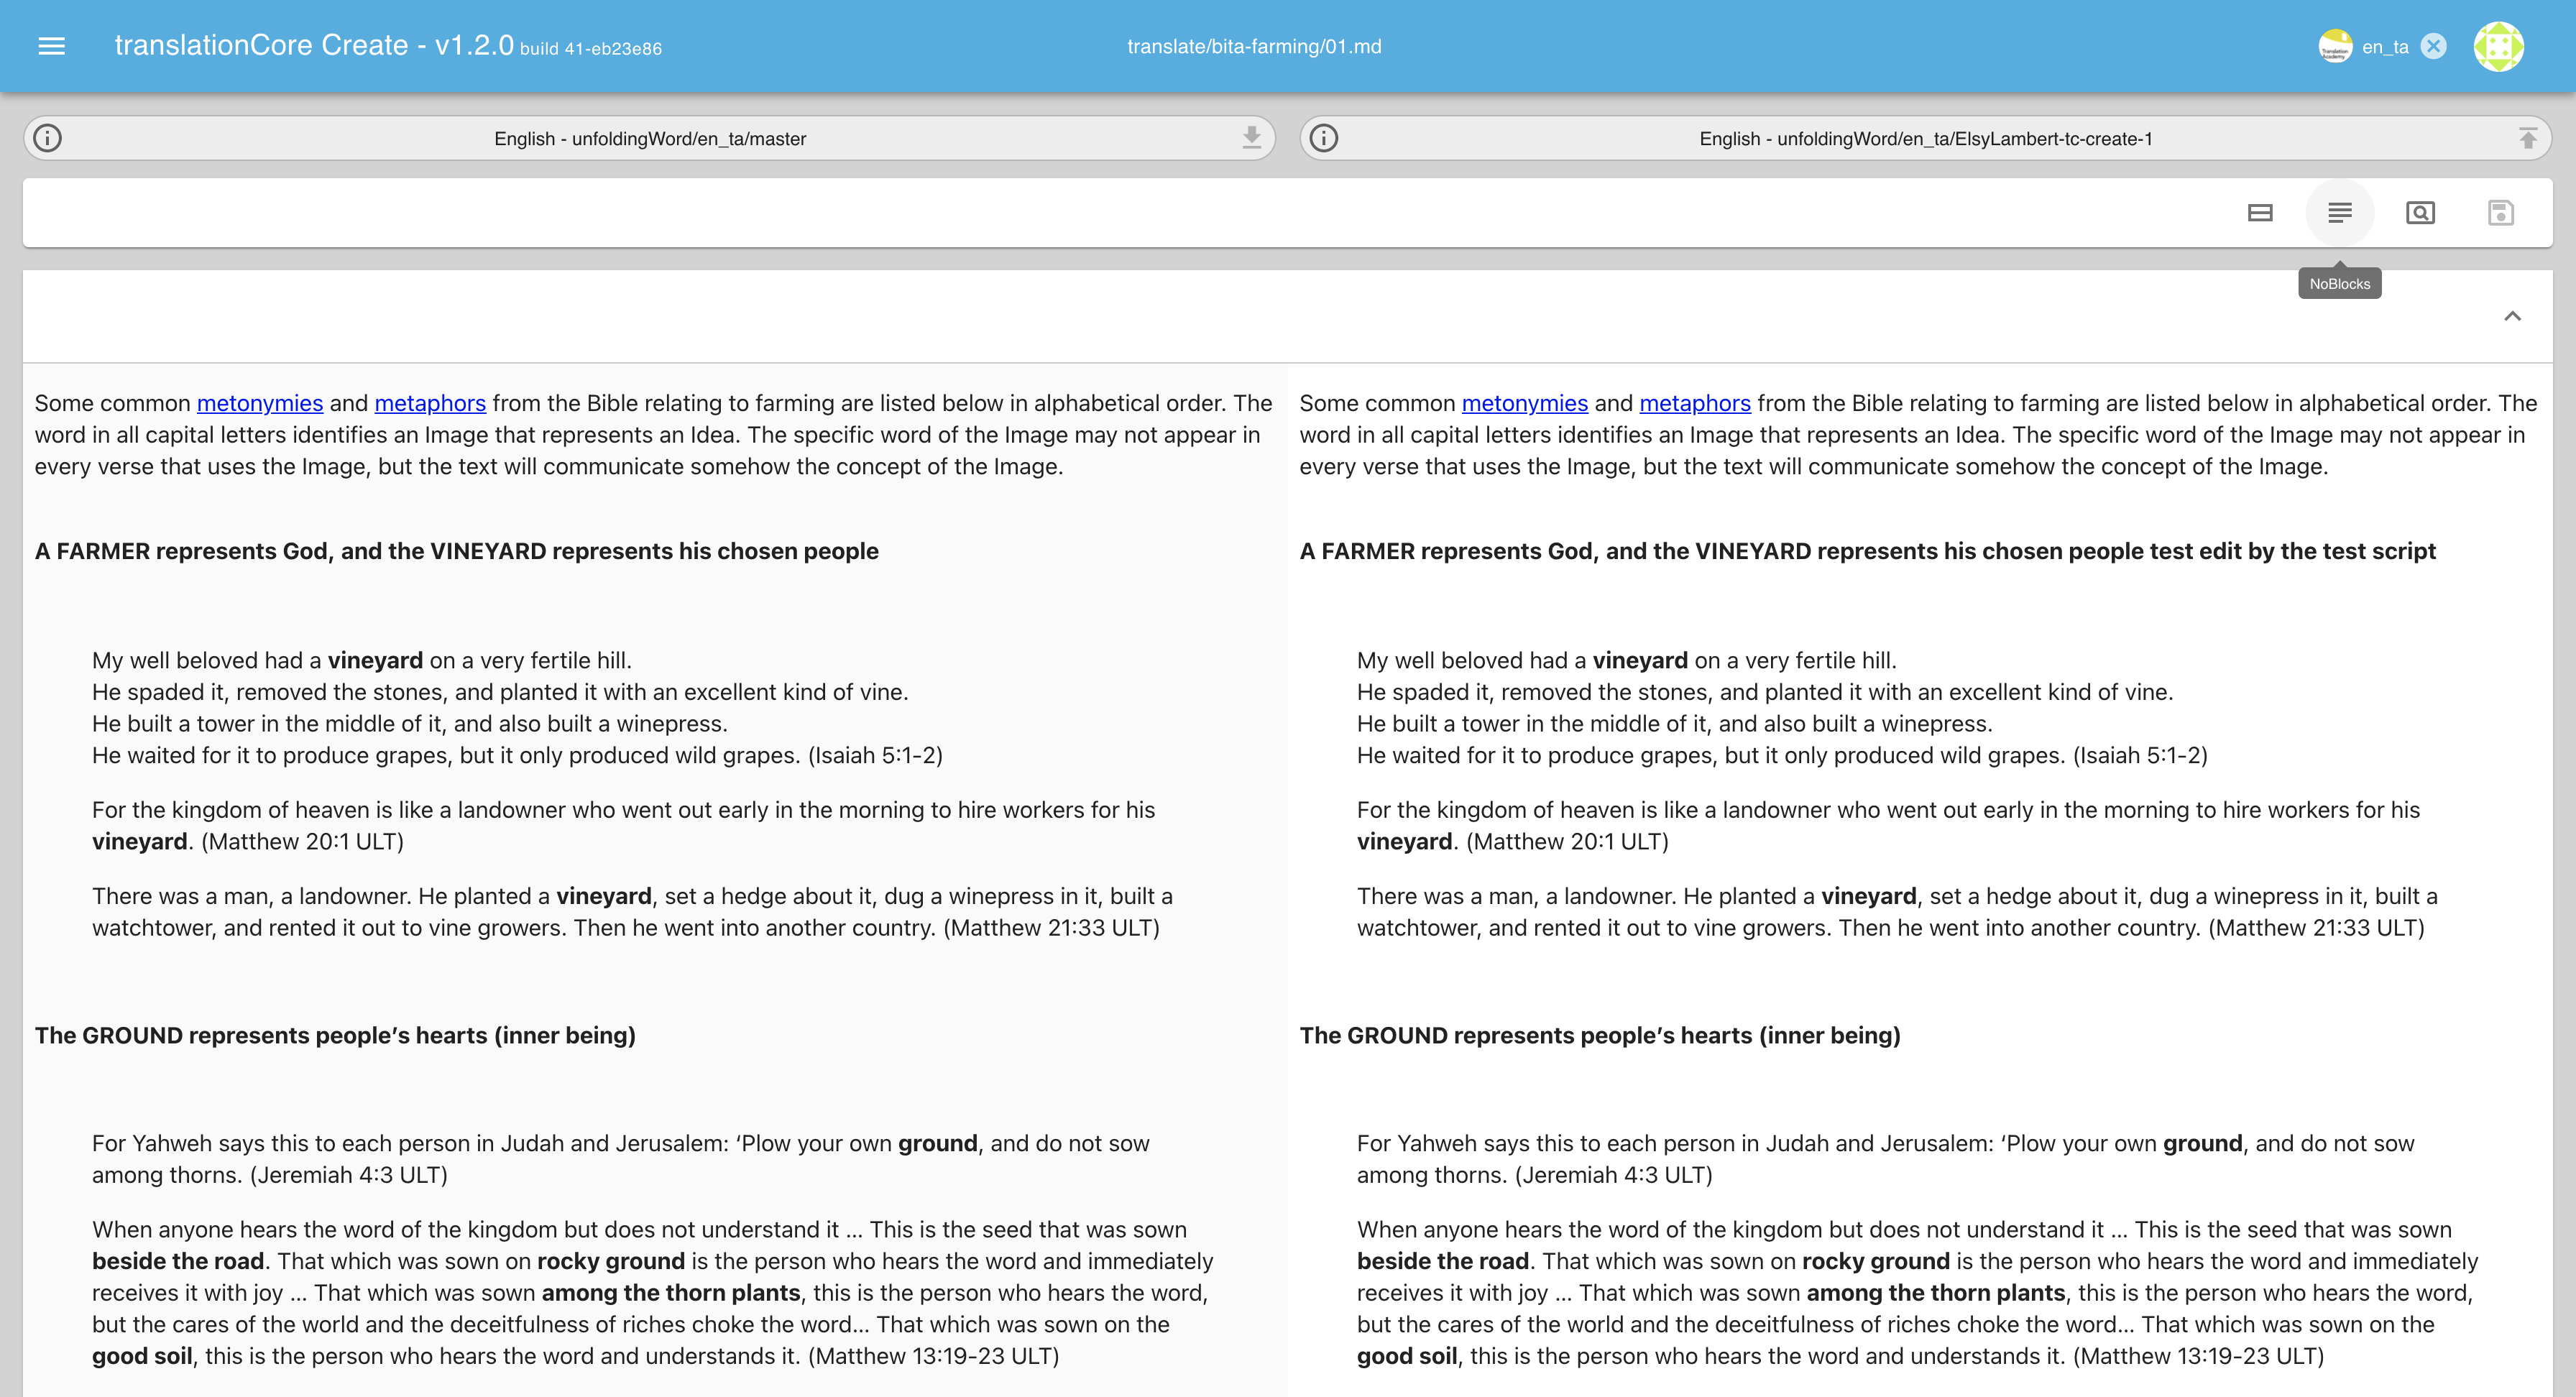 translationCore Create - v1.2.0 build 41-eb23e86
translate/bita-farming/01.md
Translation Academy
en_ta
English - unfoldingWord/en_ta/master
English - unfoldingWord/en_ta/ElsyLambert-tc-create-1
NoBlocks
Some common metonymies and metaphors from the Bible relating to farming are listed below in alphabetical order. The
word in all capital letters identifies an Image that represents an Idea. The specific word of the Image may not appear in
every verse that uses the Image, but the text will communicate somehow the concept of the Image.
A FARMER represents God, and the VINEYARD represents his chosen people
My well beloved had a vineyard on a very fertile hill.
He spaded it, removed the stones, and planted it with an excellent kind of vine.
He built a tower in the middle of it, and also built a winepress.
He waited for it to produce grapes, but it only produced wild grapes. (Isaiah 5:1-2)
For the kingdom of heaven is like a landowner who went out early in the morning to hire workers for his
vineyard. (Matthew 20:1 ULT)
There was a man, a landowner. He planted a vineyard, set a hedge about it, dug a winepress in it, built a
watchtower, and rented it out to vine growers. Then he went into another country. (Matthew 21:33 ULT)
The GROUND represents people’s hearts (inner being)
For Yahweh says this to each person in Judah and Jerusalem: ‘Plow your own ground, and do not sow
among thorns. (Jeremiah 4:3 ULT)
When anyone hears the word of the kingdom but does not understand it … This is the seed that was sown
beside the road. That which was sown on rocky ground is the person who hears the word and immediately
receives it with joy … That which was sown among the thorn plants, this is the person who hears the word,
but the cares of the world and the deceitfulness of riches choke the word… That which was sown on the
good soil, this is the person who hears the word and understands it. (Matthew 13:19-23 ULT)
Some common metonymies and metaphors from the Bible relating to farming are listed below in alphabetical order. The
word in all capital letters identifies an Image that represents an Idea. The specific word of the Image may not appear in
every verse that uses the Image, but the text will communicate somehow the concept of the Image.
A FARMER represents God, and the VINEYARD represents his chosen people test edit by the test script
My well beloved had a vineyard on a very fertile hill.
He spaded it, removed the stones, and planted it with an excellent kind of vine.
He built a tower in the middle of it, and also built a winepress.
He waited for it to produce grapes, but it only produced wild grapes. (Isaiah 5:1-2)
For the kingdom of heaven is like a landowner who went out early in the morning to hire workers for his
vineyard. (Matthew 20:1 ULT)
There was a man, a landowner. He planted a vineyard, set a hedge about it, dug a winepress in it, built a
watchtower, and rented it out to vine growers. Then he went into another country. (Matthew 21:33 ULT)
The GROUND represents people’s hearts (inner being)
For Yahweh says this to each person in Judah and Jerusalem: ‘Plow your own ground, and do not sow
among thorns. (Jeremiah 4:3 ULT)
When anyone hears the word of the kingdom but does not understand it … This is the seed that was sown
beside the road. That which was sown on rocky ground is the person who hears the word and immediately
receives it with joy … That which was sown among the thorn plants, this is the person who hears the word,
but the cares of the world and the deceitfulness of riches choke the word… That which was sown on the
good soil, this is the person who hears the word and understands it. (Matthew 13:19-23 ULT)